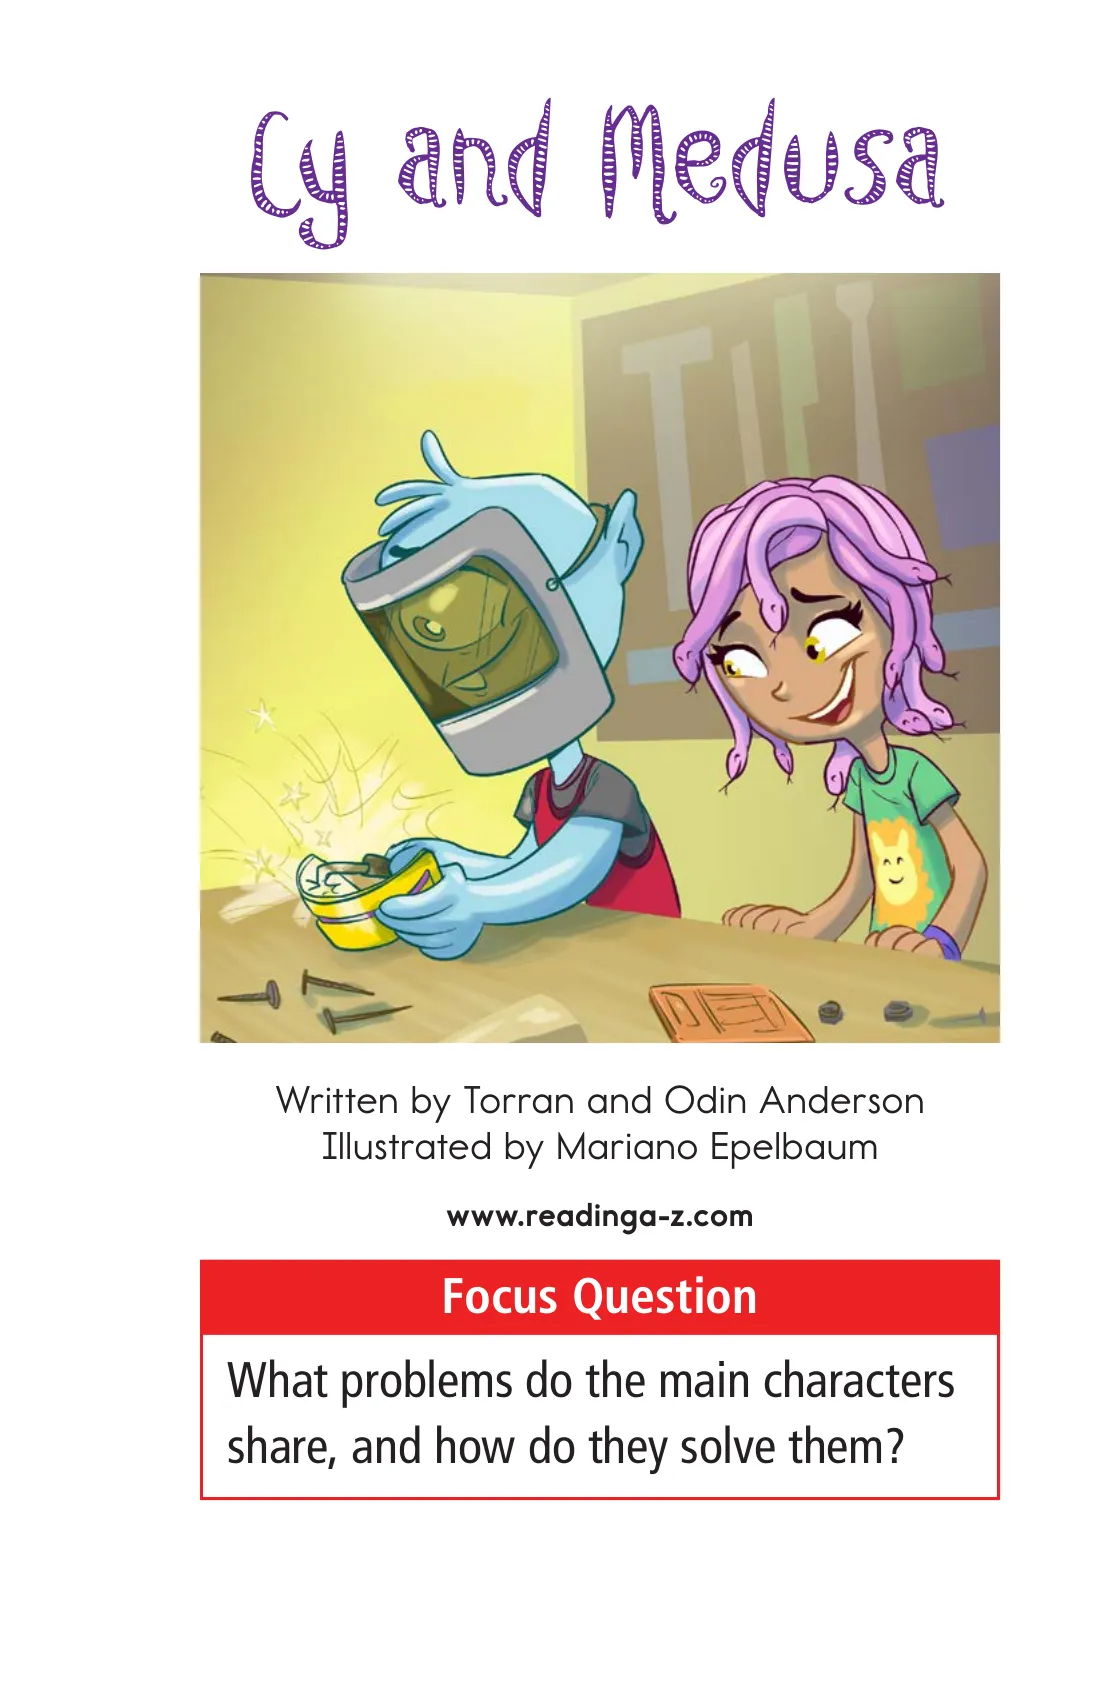 Cy and Medusa
Written by Torran and Odin Anderson
Illustrated by Mariano Epelbaum
www.readinga-z.com
Focus Question
What problems do the main characters
share, and how do they solve them?